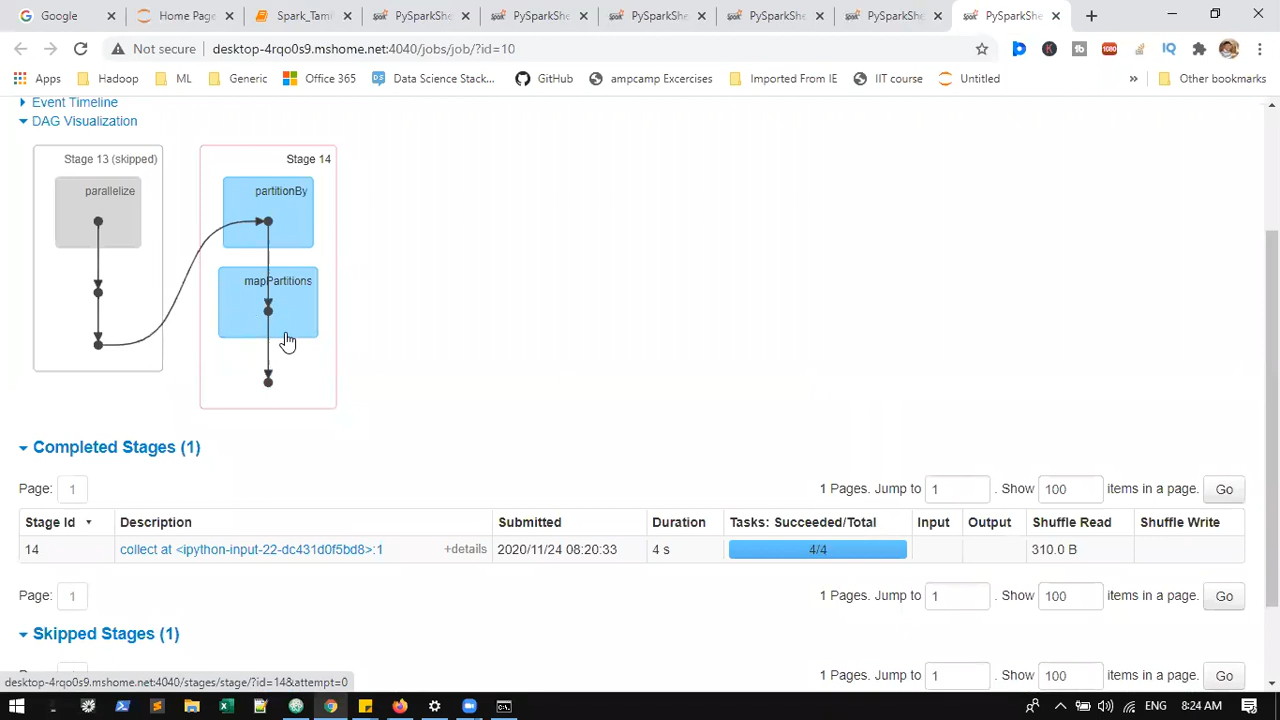 Google
Home Page
Spark_Tamil
PySparkShe
PySparkShe
PySparkShe
PySparkShe
PySparkShe
PySparkShe
Not secure
desktop-4rqo0s9.mshome.net:4040/jobs/job/?id=10
1080
IQ
Apps
Hadoop
ML
Generic
Office 365
Data Science Stack...
GitHub
ampcamp Excercises
Imported From IE
IIT course
Untitled
»
Other bookmarks
Event Timeline
DAG Visualization
Stage 13 (skipped)
Stage 14
parallelize
partitionBy
mapPartitions
Completed Stages (1)
Page: 1
1 Pages. Jump to 1 . Show 100 items in a page. Go
Stage Id Description Submitted Duration Tasks: Succeeded/Total Input Output Shuffle Read Shuffle Write
14 collect at <ipython-input-22-dc431d0f5bd8>:1 +details 2020/11/24 08:20:33 4 s 4/4 310.0 B
Page: 1
1 Pages. Jump to 1 . Show 100 items in a page. Go
Skipped Stages (1)
1 Pages. Jump to 1 . Show 100 items in a page. Go
desktop-4rqo0s9.mshome.net:4040/stages/stage/?id=14&attempt=0
ENG 8:24 AM